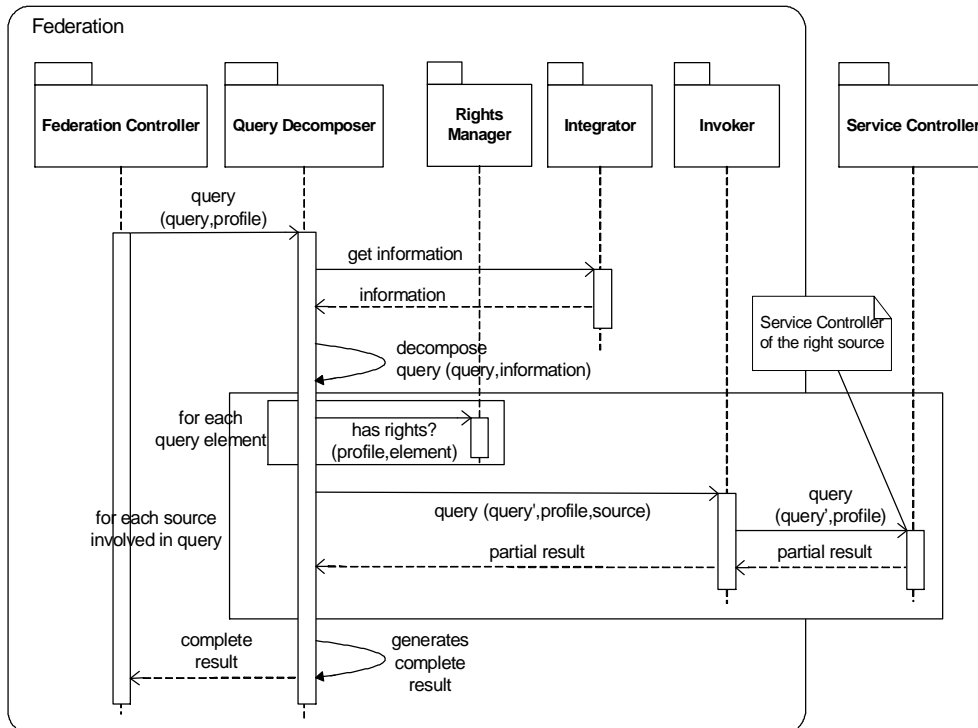 Federation
Federation Controller
Query Decomposer
Rights
Manager
Integrator
Invoker
Service Controller
query
(query,profile)
get information
information
Service Controller
of the right source
decompose
query (query,information)
for each
query element
has rights?
(profile,element)
for each source
involved in query
query (query',profile,source)
query
(query',profile)
partial result
partial result
complete
result
generates
complete
result